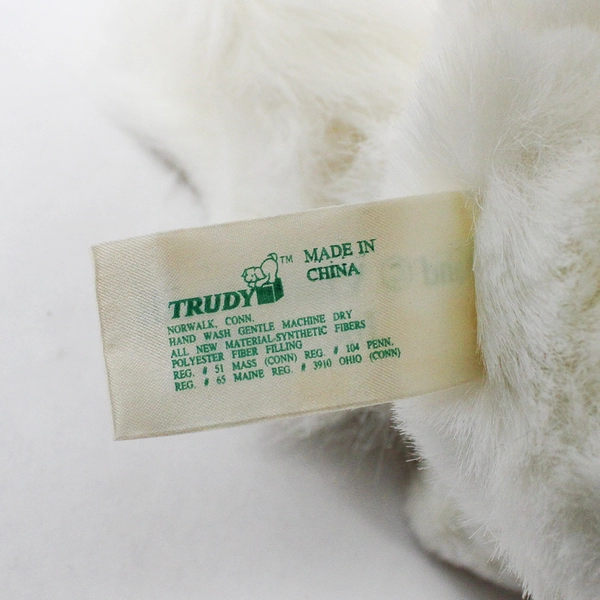 TRUDY™ MADE IN
CHINA
NORWALK, CONN.
HAND WASH GENTLE MACHINE DRY
ALL NEW MATERIAL-SYNTHETIC FIBERS
POLYESTER FIBER FILLING
REG. # 51 MASS (CONN) REG. # 104 PENN.
REG. # 65 MAINE REG. # 3910 OHIO (CONN)